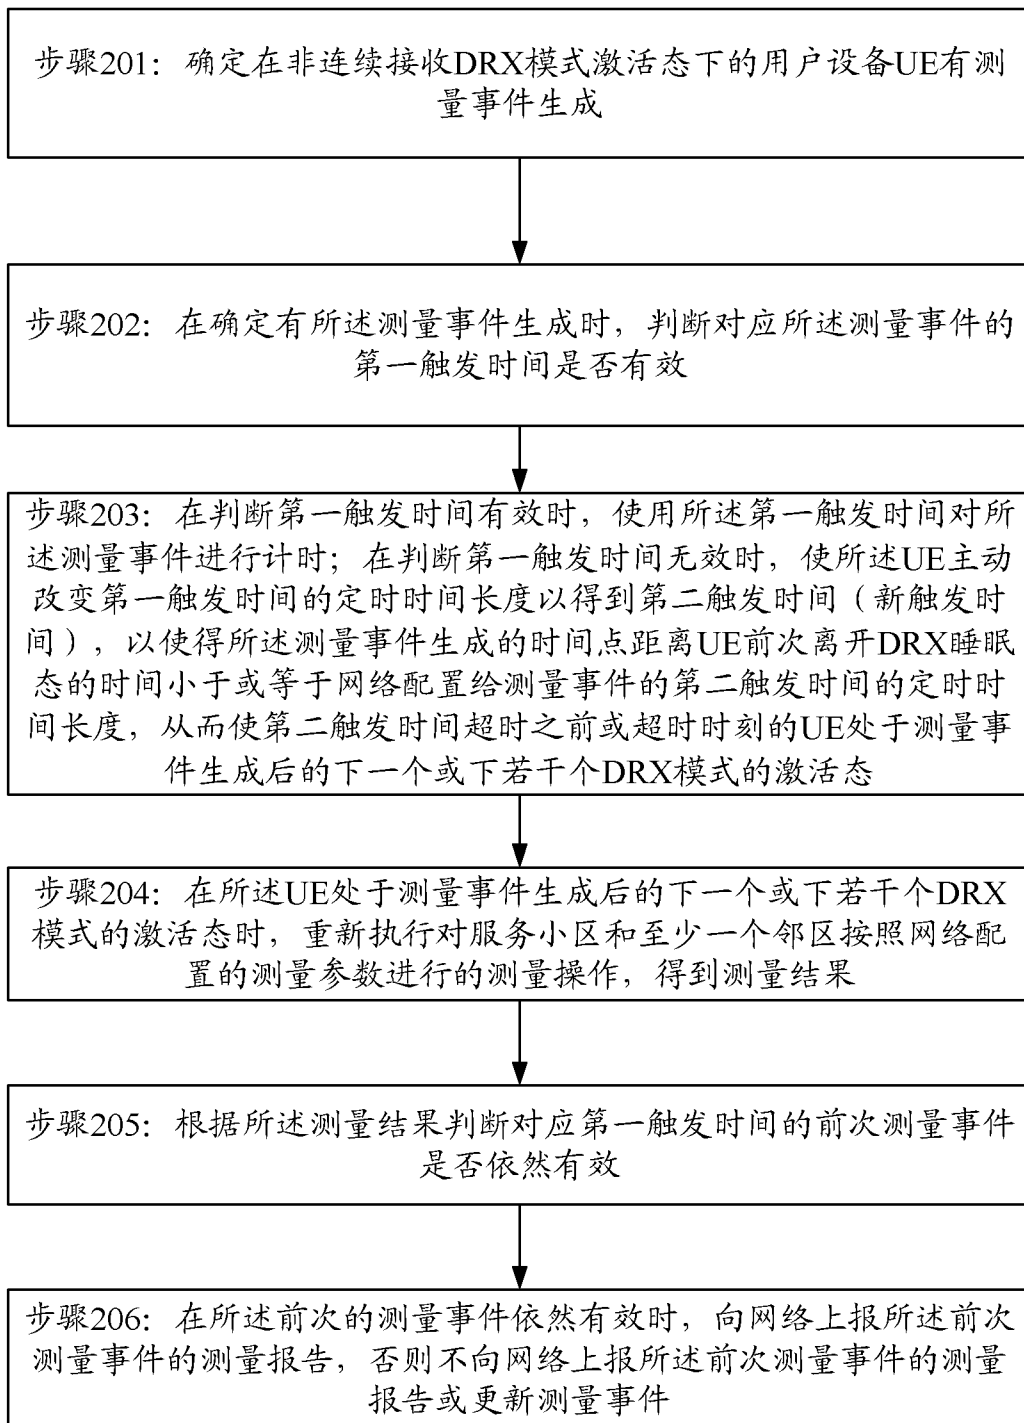 步骤201：确定在非连续接收DRX模式激活态下的用户设备UE有测
量事件生成
步骤202：在确定有所述测量事件生成时，判断对应所述测量事件的
第一触发时间是否有效
步骤203：在判断第一触发时间有效时，使用所述第一触发时间对所
述测量事件进行计时；在判断第一触发时间无效时，使所述UE主动
改变第一触发时间的定时时间长度以得到第二触发时间（新触发时
间），以使得所述测量事件生成的时间点距离UE前次离开DRX睡眠
态的时间小于或等于网络配置给测量事件的第二触发时间的定时时
间长度，从而使第二触发时间超时之前或超时时刻的UE处于测量事
件生成后的下一个或下若干个DRX模式的激活态
步骤204：在所述UE处于测量事件生成后的下一个或下若干个DRX
模式的激活态时，重新执行对服务小区和至少一个邻区按照网络配
置的测量参数进行的测量操作，得到测量结果
步骤205：根据所述测量结果判断对应第一触发时间的前次测量事件
是否依然有效
步骤206：在所述前次的测量事件依然有效时，向网络上报所述前次
测量事件的测量报告，否则不向网络上报所述前次测量事件的测量
报告或更新测量事件